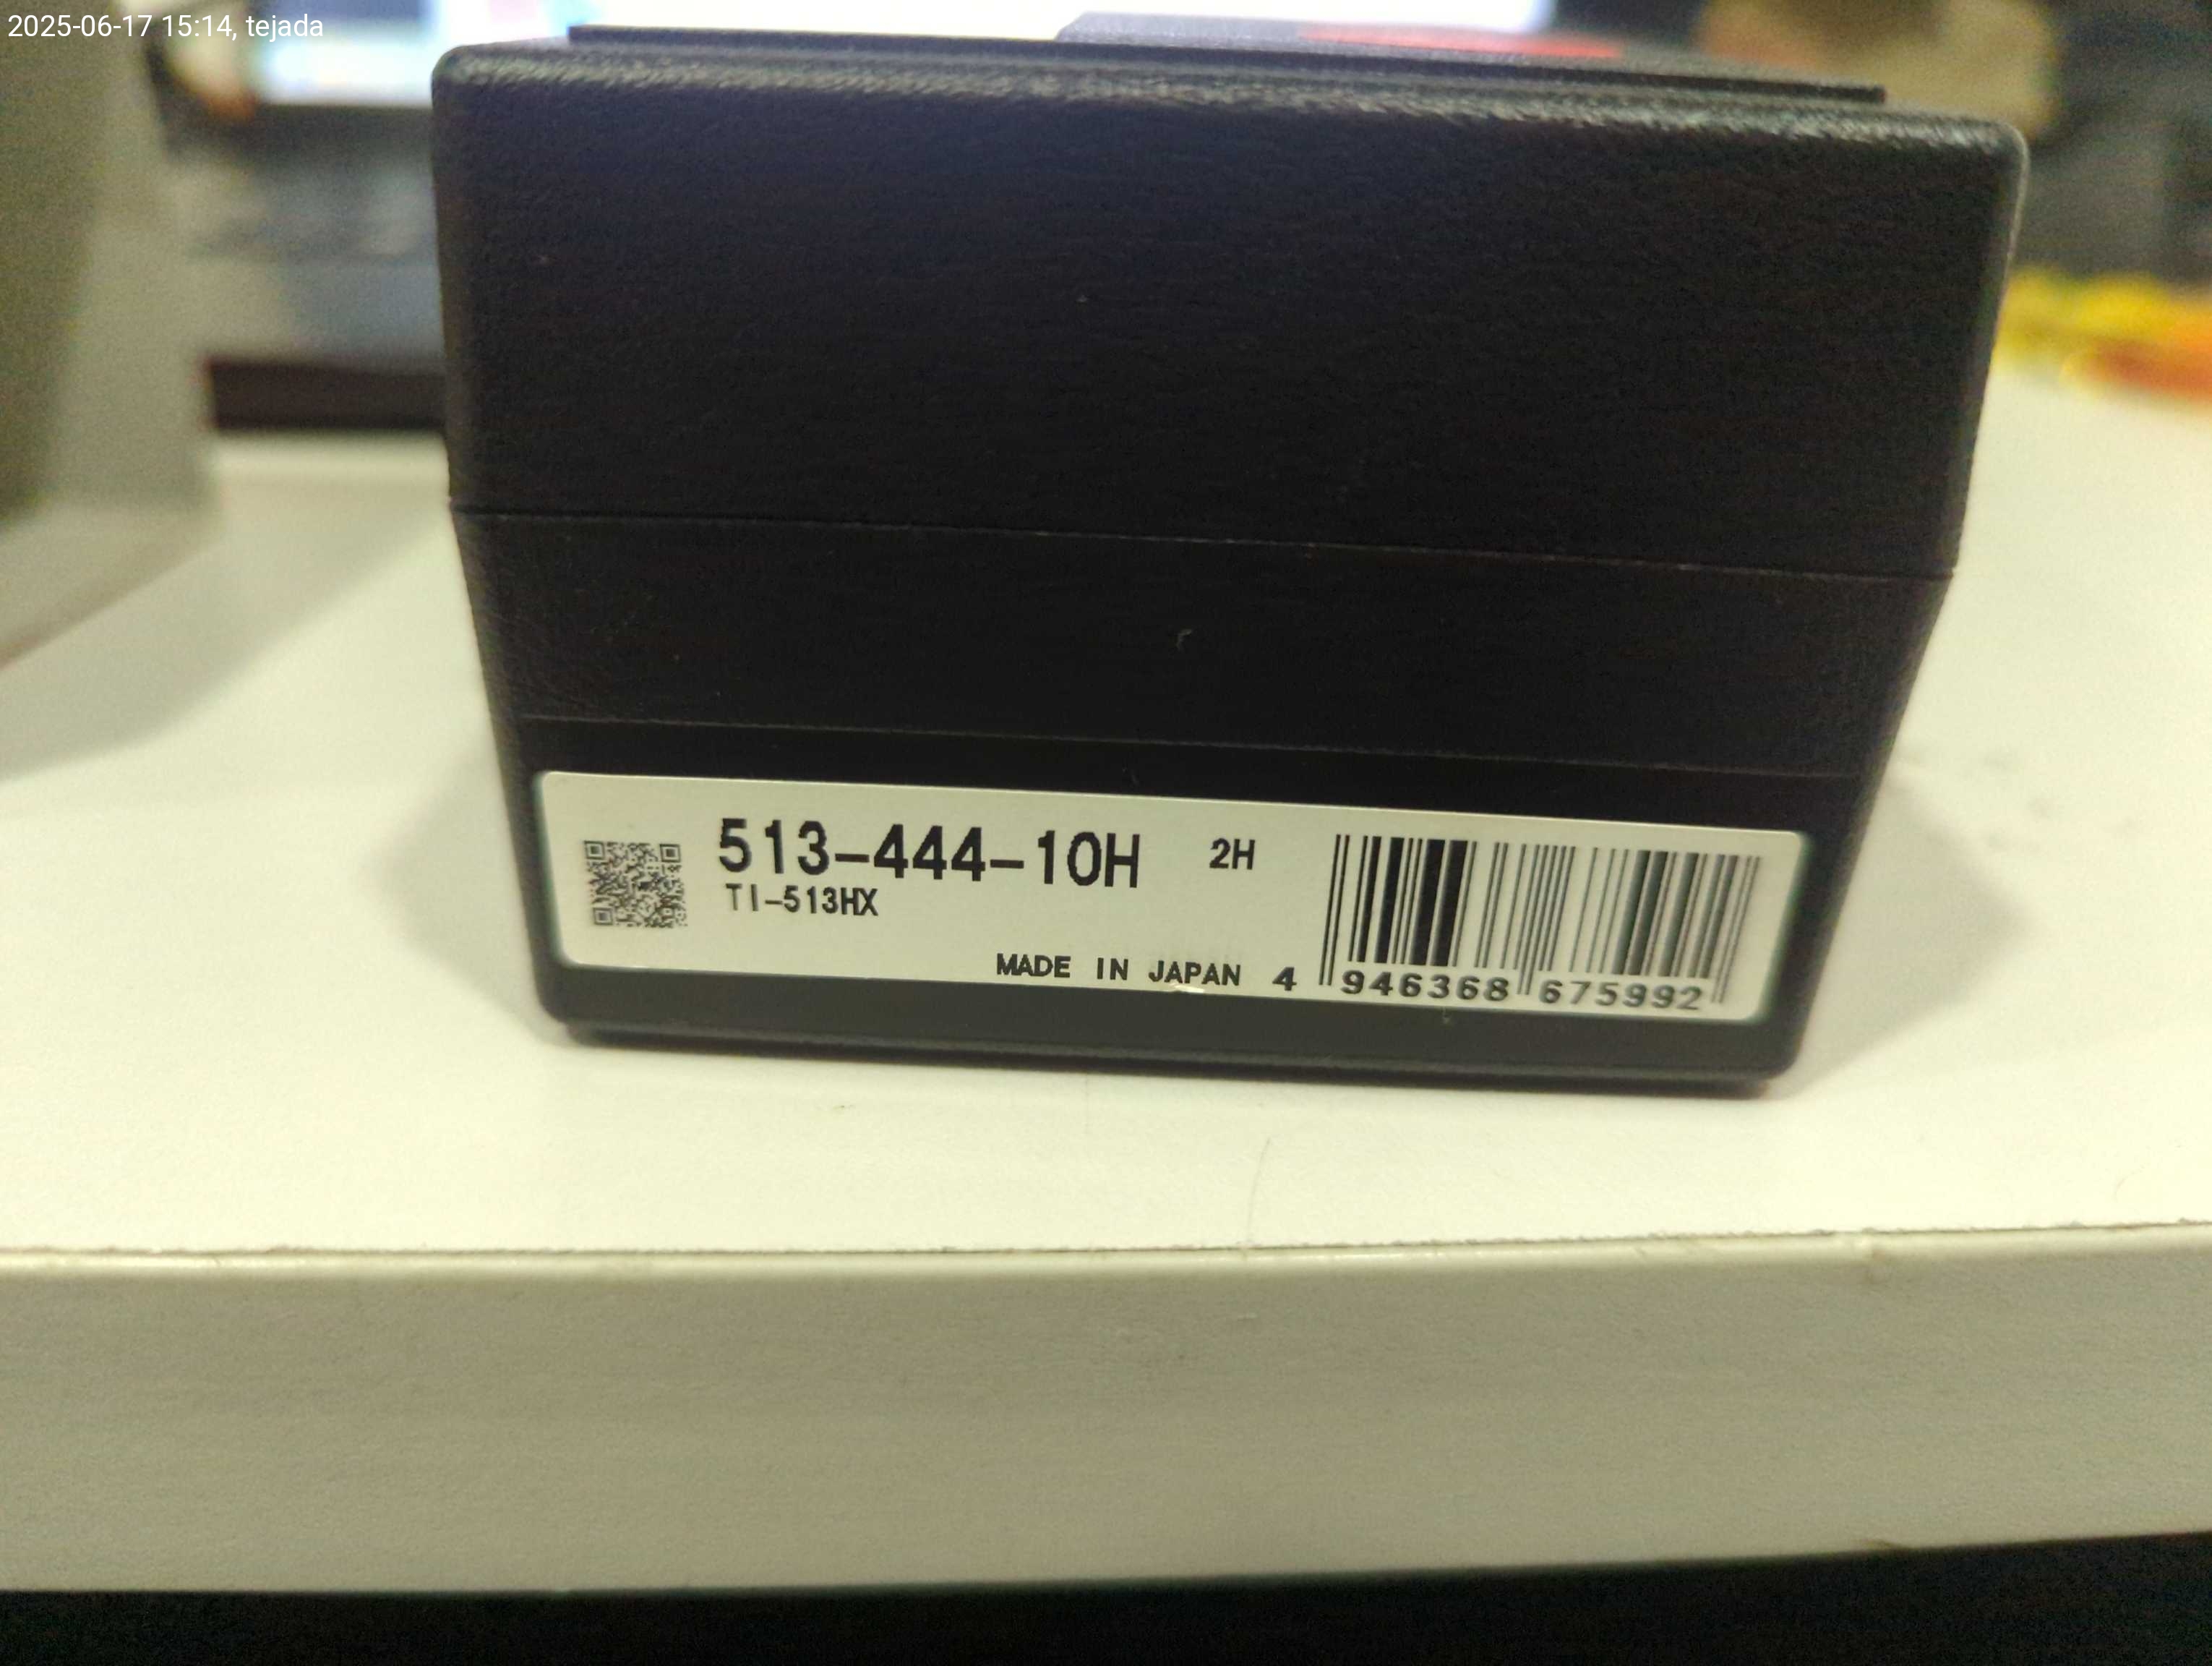 2025-06-17 15:14, tejada
513-444-10H 2H
TI-513HX
MADE IN JAPAN 4 946368 675992